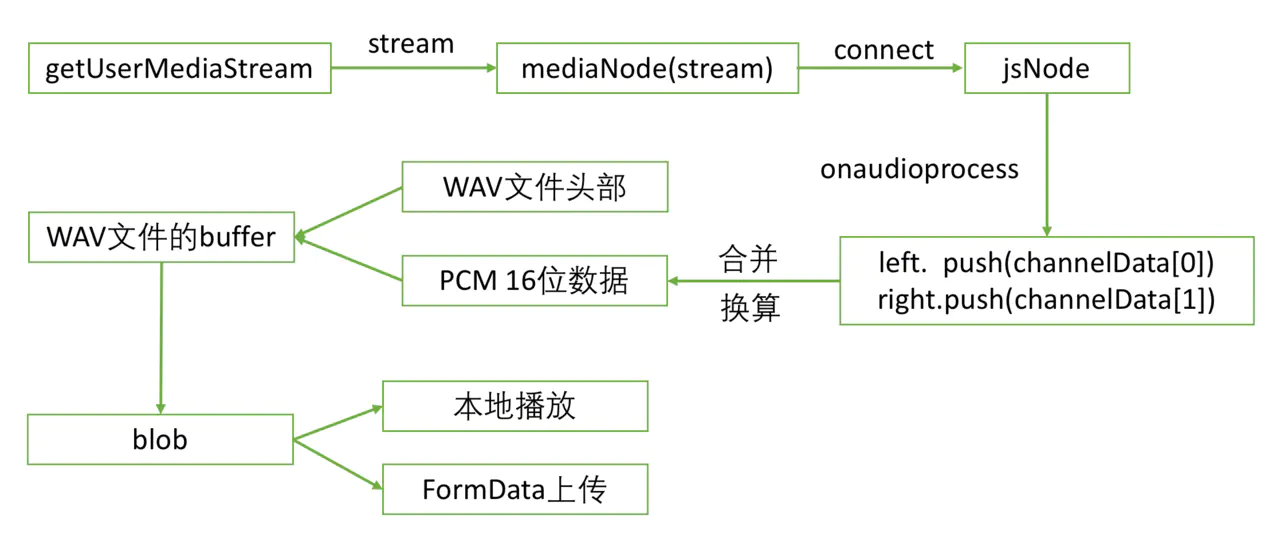 getUserMediaStream
stream
mediaNode(stream)
connect
jsNode
onaudioprocess
WAV文件头部
WAV文件的buffer
PCM 16位数据
合并
换算
left.  push(channelData[0])
right.push(channelData[1])
blob
本地播放
FormData上传